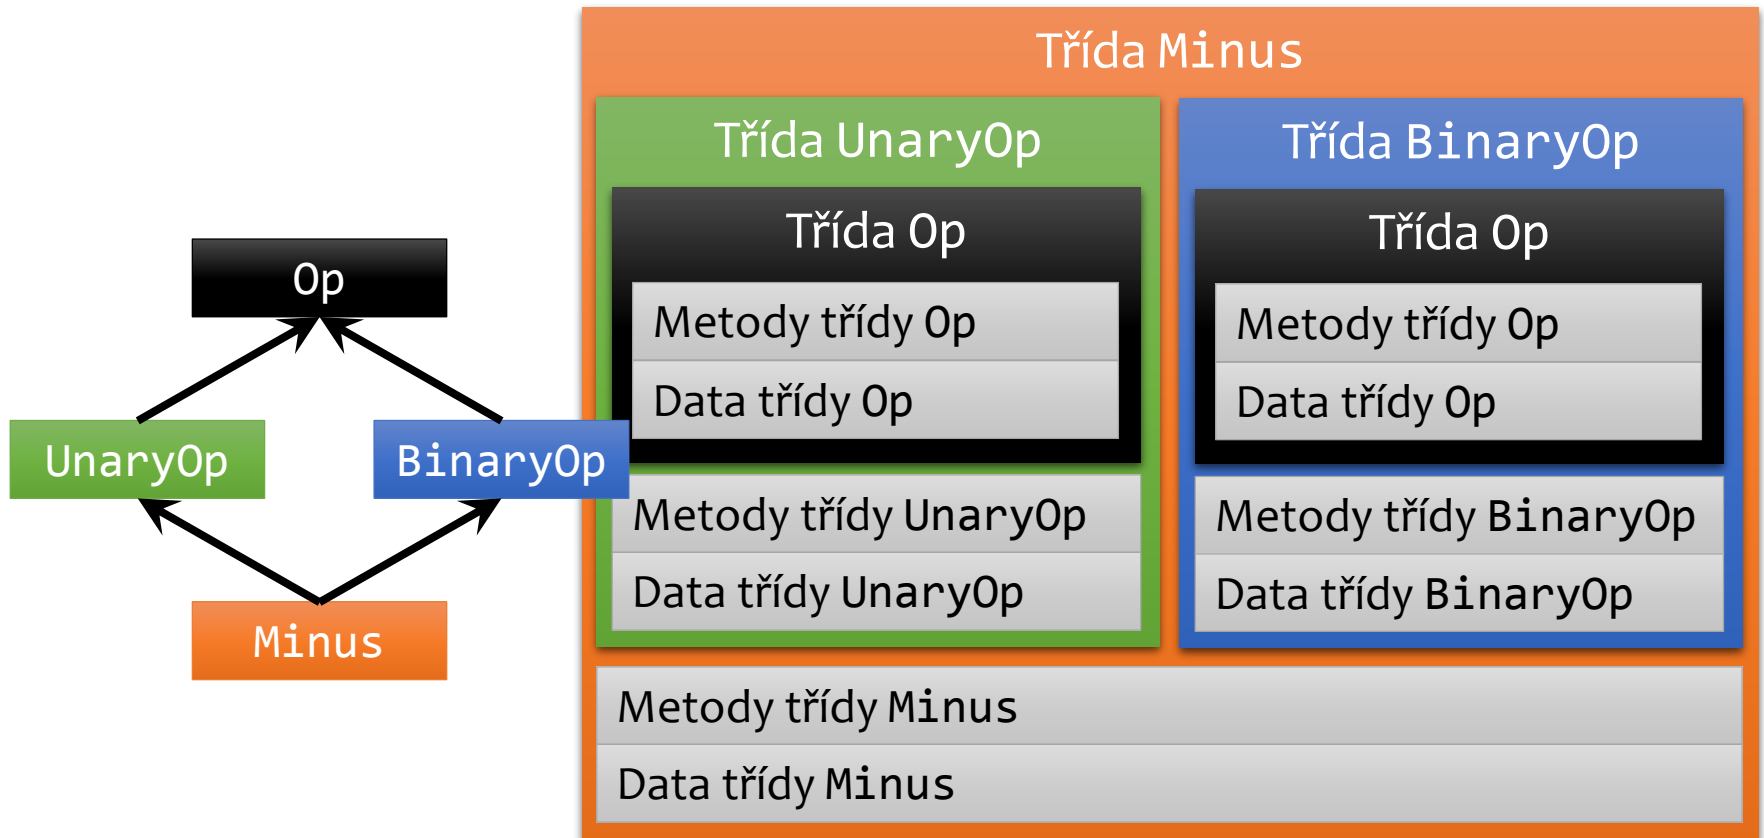 Op
UnaryOp
BinaryOp
Minus
Třída Minus
Třída UnaryOp
Třída Op
Metody třídy Op
Data třídy Op
Metody třídy UnaryOp
Data třídy UnaryOp
Třída BinaryOp
Třída Op
Metody třídy Op
Data třídy Op
Metody třídy BinaryOp
Data třídy BinaryOp
Metody třídy Minus
Data třídy Minus